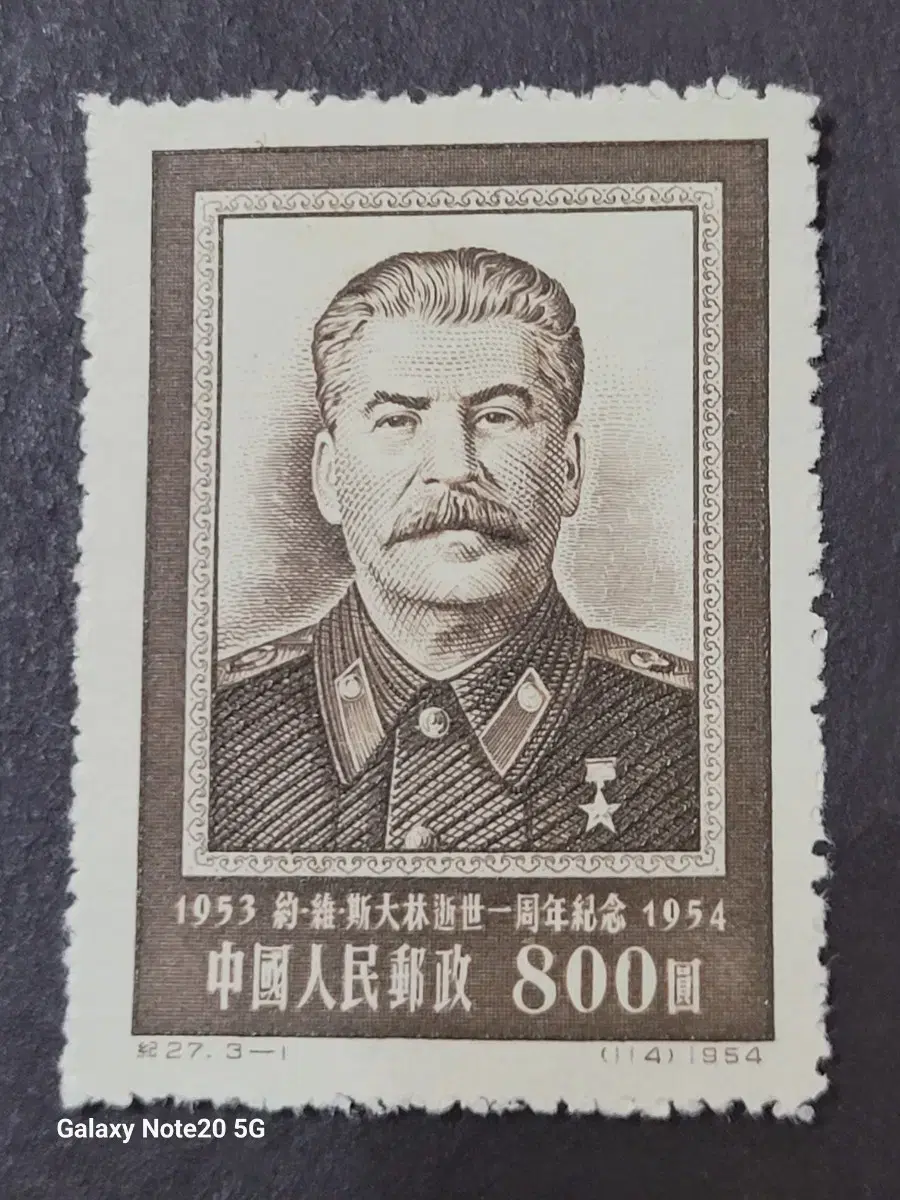 1953 約·維·斯大林逝世一周年紀念 1954
中國人民郵政 800圓
紀27.3—1 (114)1954
Galaxy Note20 5G